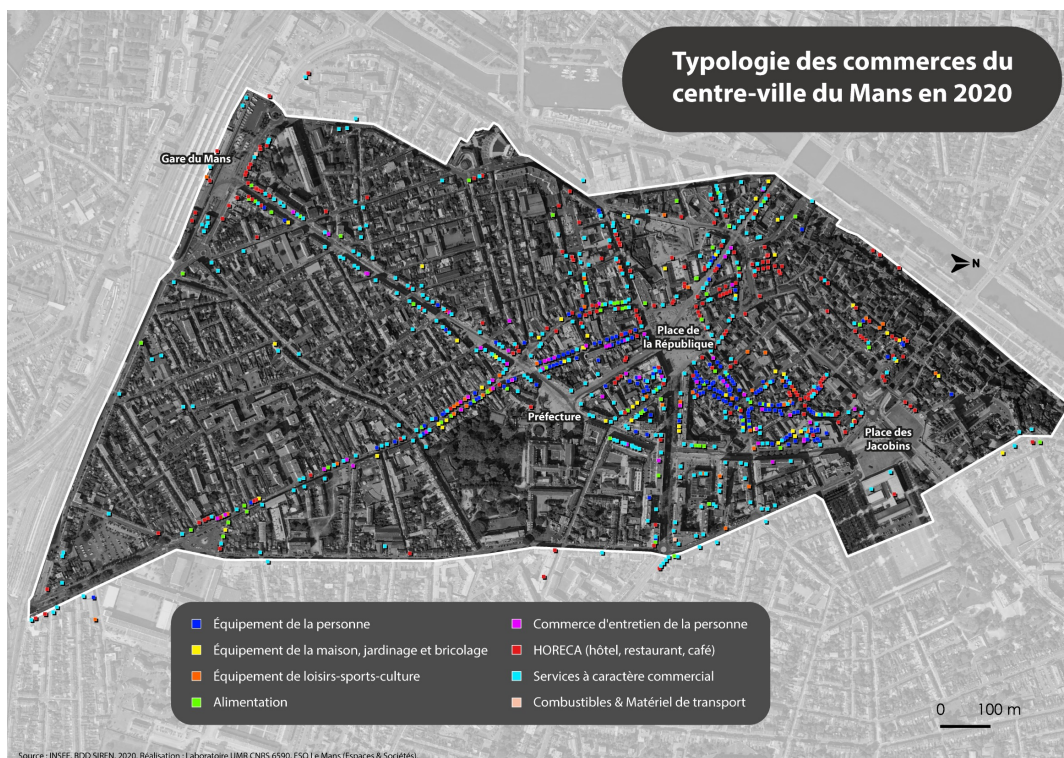 Typologie des commerces du
centre-ville du Mans en 2020
Gare du Mans
N
Place de
la République
Préfecture
Place des
Jacobins
Équipement de la personne
Équipement de la maison, jardinage et bricolage
Équipement de loisirs-sports-culture
Alimentation
Commerce d'entretien de la personne
HORECA (hôtel, restaurant, café)
Services à caractère commercial
Combustibles & Matériel de transport
0 100 m
Source : INSEE, BDD SIREN, 2020. Réalisation : Laboratoire UMR CNRS 6590, ESO Le Mans (Espaces & Sociétés)